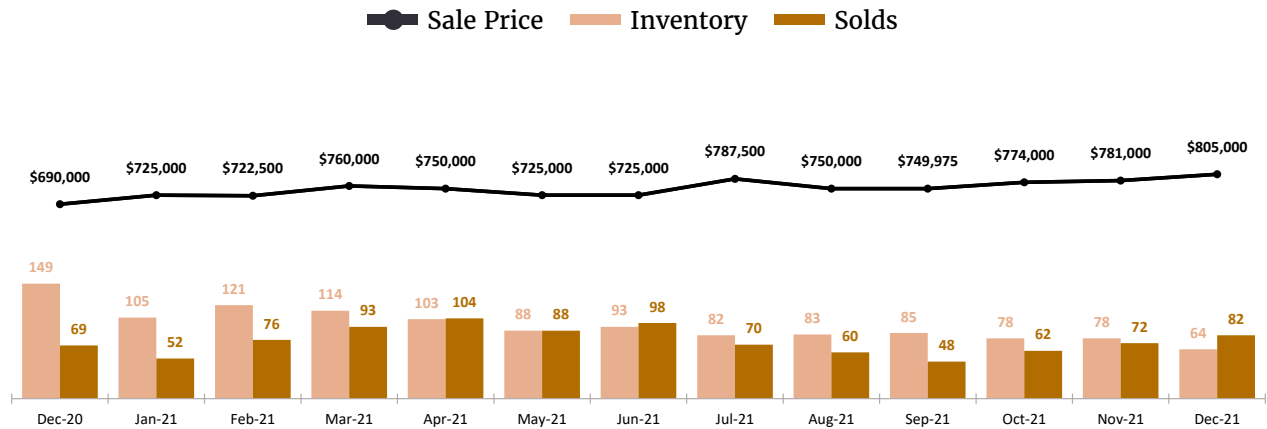 Sale Price Inventory Solds
$690,000 $725,000 $722,500 $760,000 $750,000 $725,000 $725,000 $787,500 $750,000 $749,975 $774,000 $781,000 $805,000
149 69 105 52 121 76 114 93 103 104 88 88 93 98 82 70 83 60 85 48 78 62 78 72 64 82
Dec-20 Jan-21 Feb-21 Mar-21 Apr-21 May-21 Jun-21 Jul-21 Aug-21 Sep-21 Oct-21 Nov-21 Dec-21